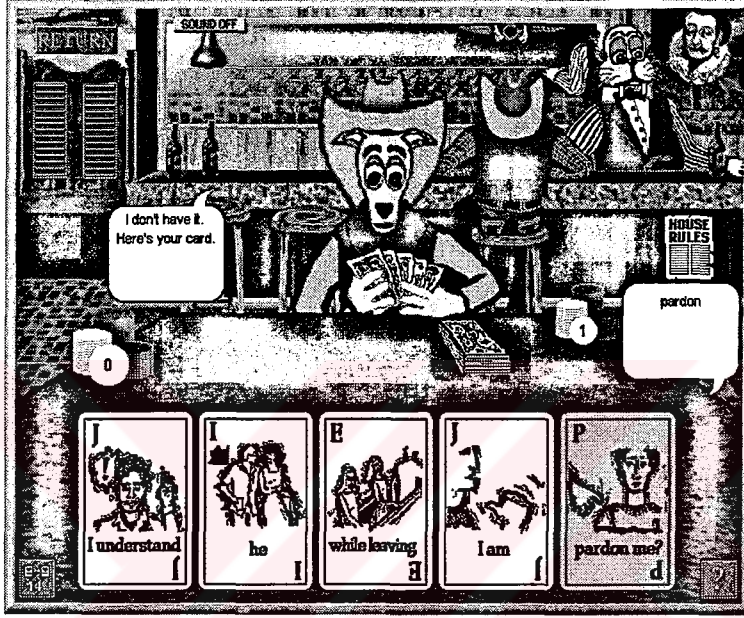 RETURN
SOUND OFF
I don't have it.
Here's your card.
HOUSE
RULES
pardon
0
1
J
I understand
J
I
he
I
E
while leaving
E
J
I am
J
P
pardon me?
P
?